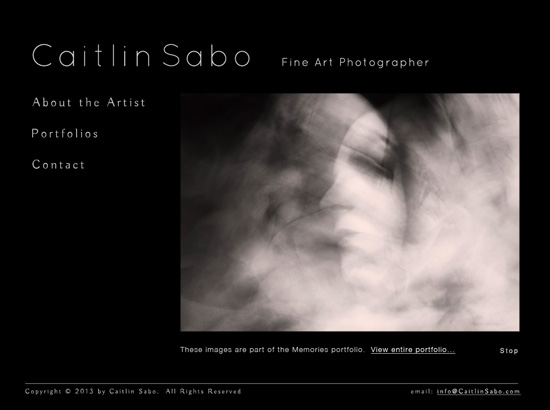 Caitlin Sabo Fine Art Photographer
About the Artist
Portfolios
Contact
These images are part of the Memories portfolio. View entire portfolio... Stop
Copyright © 2013 by Caitlin Sabo. All Rights Reserved email: info@CaitlinSabo.com